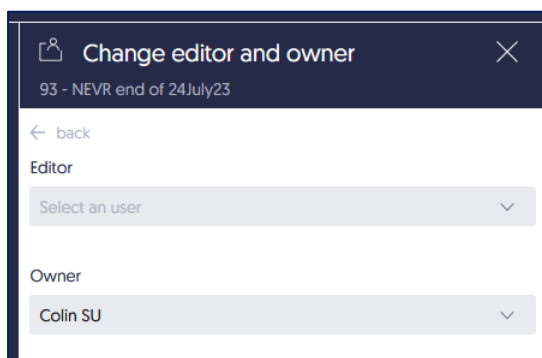 Change editor and owner
93 - NEVR end of 24July23
back
Editor
Select an user
Owner
Colin SU